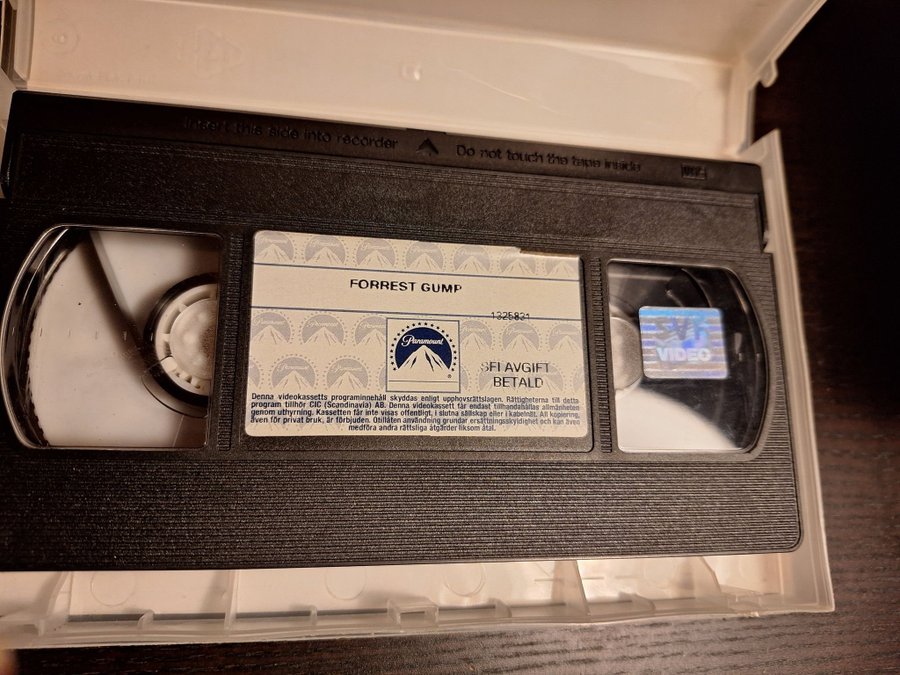 Insert this side into recorder
Do not touch the tape inside
VHS
FORREST GUMP
1325831
Paramount
SFI AVGIFT
BETALD
SVF
VIDEO
Denna videokassetts programinnehåll skyddas enligt upphovsrättslagen. Rättigheterna till detta
program tillhör CIC (Scandinavia) AB. Denna videokassett får endast tillhandahållas allmänheten
genom uthyrning. Kassetten får inte visas offentligt, i slutna sällskap eller i kabelnät. All kopiering,
även för privat bruk, är förbjuden. Otillåten användning grundar ersättningsskyldighet och kan även
medföra andra rättsliga åtgärder liksom åtal.